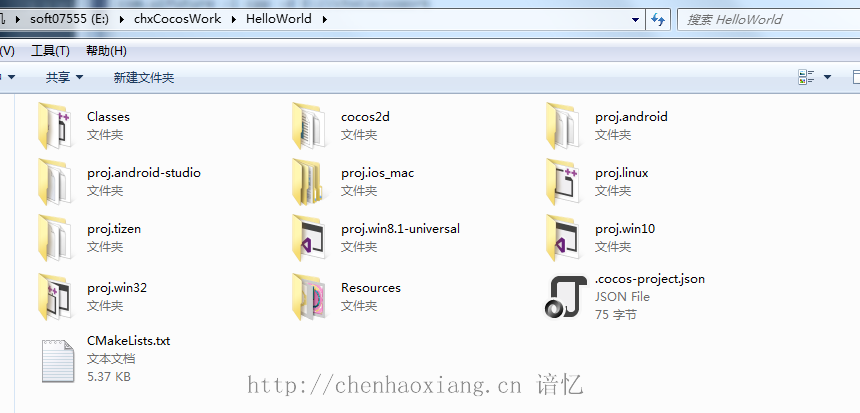 soft07555 (E:) ▸ chxCocosWork ▸ HelloWorld ▸
搜索 HelloWorld
(V) 工具(T) 帮助(H)
共享 新建文件夹
Classes
文件夹
cocos2d
文件夹
proj.android
文件夹
proj.android-studio
文件夹
proj.ios_mac
文件夹
proj.linux
文件夹
proj.tizen
文件夹
proj.win8.1-universal
文件夹
proj.win10
文件夹
proj.win32
文件夹
Resources
文件夹
.cocos-project.json
JSON File
75 字节
CMakeLists.txt
文本文档
5.37 KB
http://chenhaoxiang.cn 谙忆